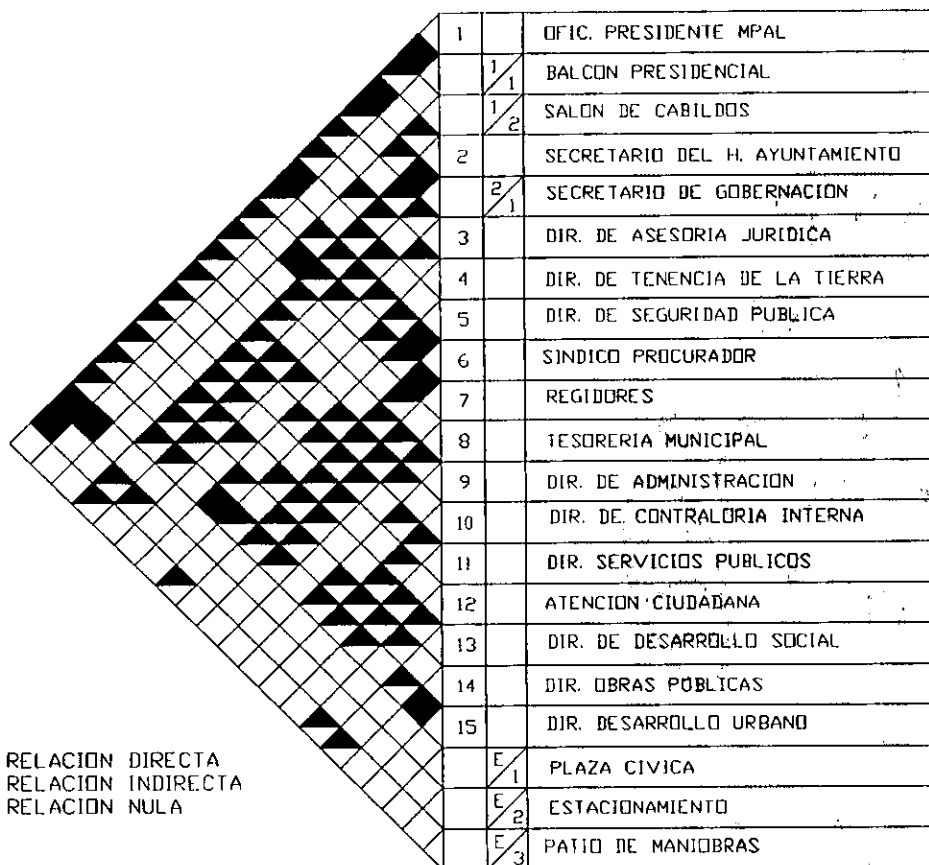 1 OFIC. PRESIDENTE MPAL
1/1 BALCON PRESIDENCIAL
1/2 SALON DE CABILDOS
2 SECRETARIO DEL H. AYUNTAMIENTO
2/1 SECRETARIO DE GOBERNACION
3 DIR. DE ASESORIA JURIDICA
4 DIR. DE TENENCIA DE LA TIERRA
5 DIR. DE SEGURIDAD PUBLICA
6 SINDICO PROCURADOR
7 REGIDORES
8 TESORERIA MUNICIPAL
9 DIR. DE ADMINISTRACION
10 DIR. DE CONTRALORIA INTERNA
11 DIR. SERVICIOS PUBLICOS
12 ATENCION CIUDADANA
13 DIR. DE DESARROLLO SOCIAL
14 DIR. OBRAS PUBLICAS
15 DIR. DESARROLLO URBANO
E/1 PLAZA CIVICA
E/2 ESTACIONAMIENTO
E/3 PATIO DE MANIOBRAS
RELACION DIRECTA
RELACION INDIRECTA
RELACION NULA